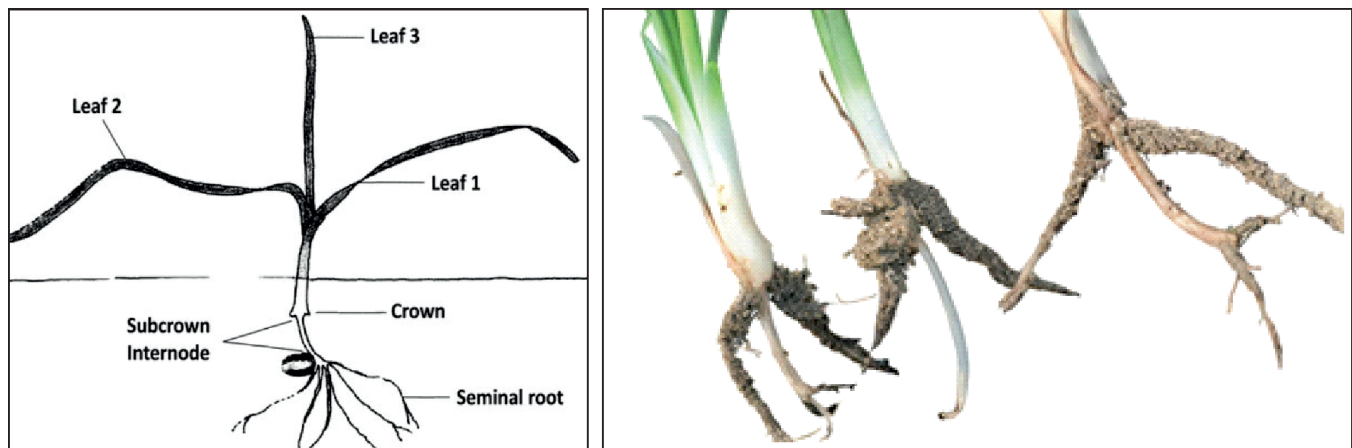 Leaf 3
Leaf 2
Leaf 1
Crown
Subcrown
Internode
Seminal root